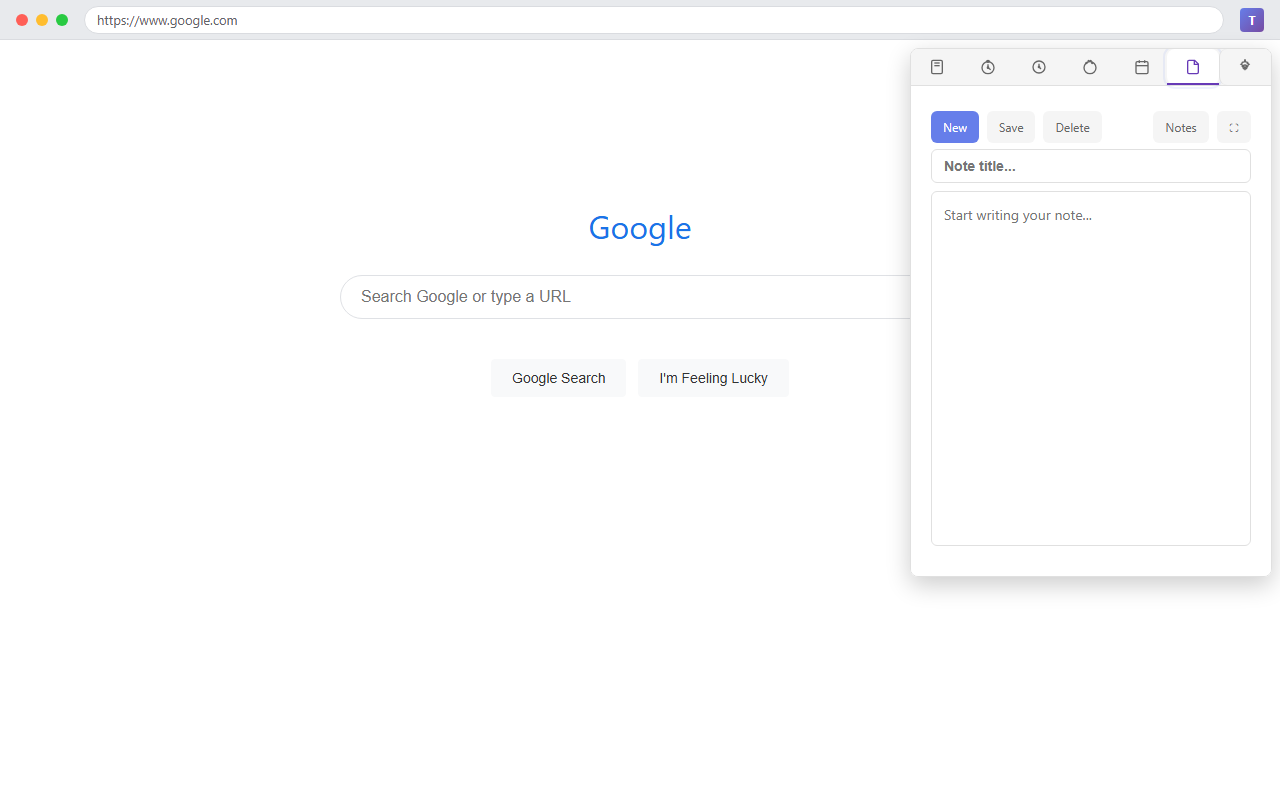 https://www.google.com
T
New
Save
Delete
Notes
Note title...
Start writing your note...
Google
Search Google or type a URL
Google Search
I'm Feeling Lucky